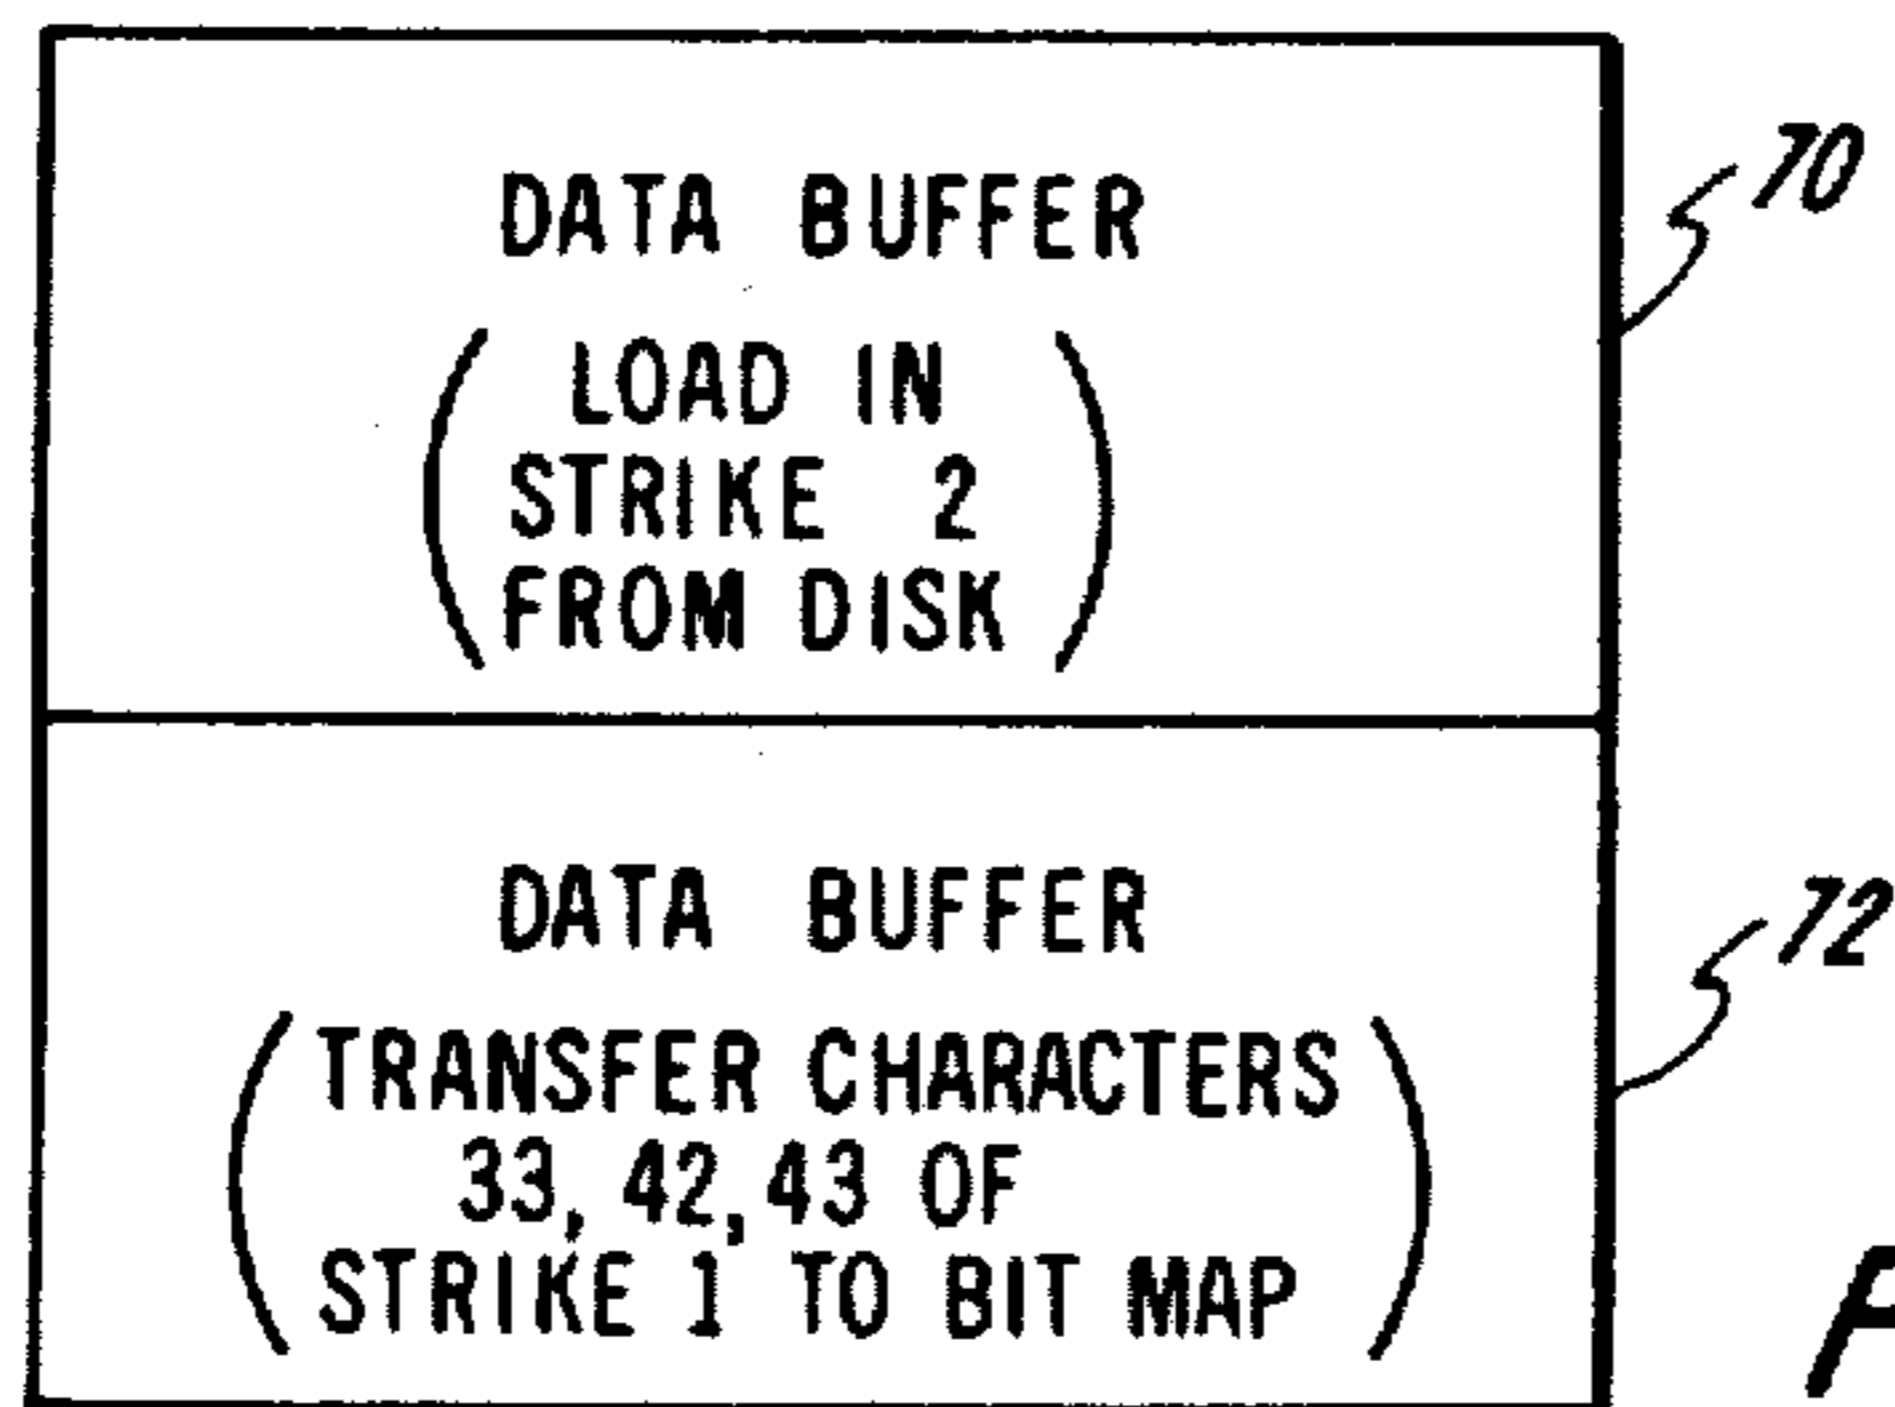 DATA BUFFER
70
( LOAD IN
STRIKE 2
FROM DISK )
DATA BUFFER
72
( TRANSFER CHARACTERS
33, 42, 43 OF
STRIKE 1 TO BIT MAP )